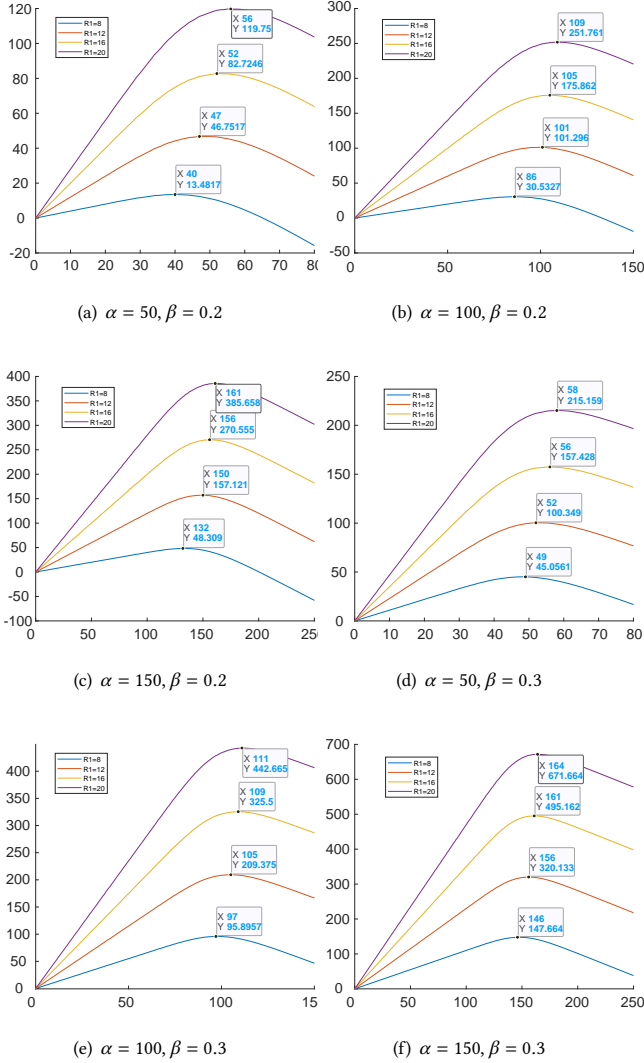 120
100
80
60
40
20
0
-20
0 10 20 30 40 50 60 70 80
R1=8
R1=12
R1=16
R1=20
X 56
Y 119.75
X 52
Y 82.7246
X 47
Y 46.7517
X 40
Y 13.4817
(a) α = 50, β = 0.2
300
250
200
150
100
50
0
-50
50 100 150
R1=8
R1=12
R1=16
R1=20
X 109
Y 251.761
X 105
Y 175.862
X 101
Y 101.296
X 86
Y 30.5327
(b) α = 100, β = 0.2
400
350
300
250
200
150
100
50
0
-50
-100
0 50 100 150 200 250
R1=8
R1=12
R1=16
R1=20
X 161
Y 385.658
X 156
Y 270.555
X 150
Y 157.121
X 132
Y 48.309
(c) α = 150, β = 0.2
250
200
150
100
50
0
0 10 20 30 40 50 60 70 80
R1=8
R1=12
R1=16
R1=20
X 58
Y 215.159
X 56
Y 157.428
X 52
Y 100.349
X 49
Y 45.0561
(d) α = 50, β = 0.3
400
350
300
250
200
150
100
50
0
0 50 100 15
R1=8
R1=12
R1=16
R1=20
X 111
Y 442.665
X 109
Y 325.5
X 105
Y 209.375
X 97
Y 95.8957
(e) α = 100, β = 0.3
700
600
500
400
300
200
100
0
0 50 100 150 200 250
R1=8
R1=12
R1=16
R1=20
X 164
Y 671.664
X 161
Y 495.162
X 156
Y 320.133
X 146
Y 147.664
(f) α = 150, β = 0.3